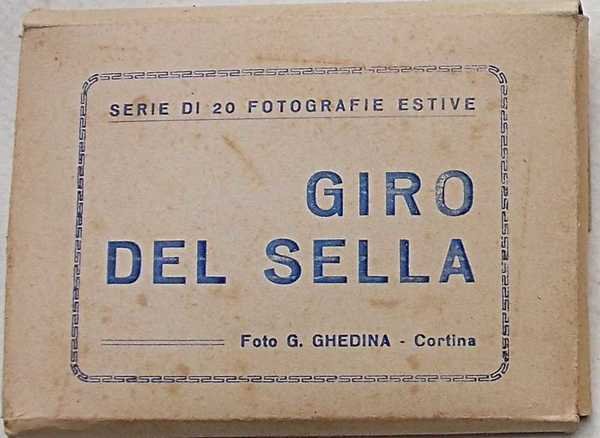 SERIE DI 20 FOTOGRAFIE ESTIVE
GIRO
DEL SELLA
Foto G. GHEDINA - Cortina